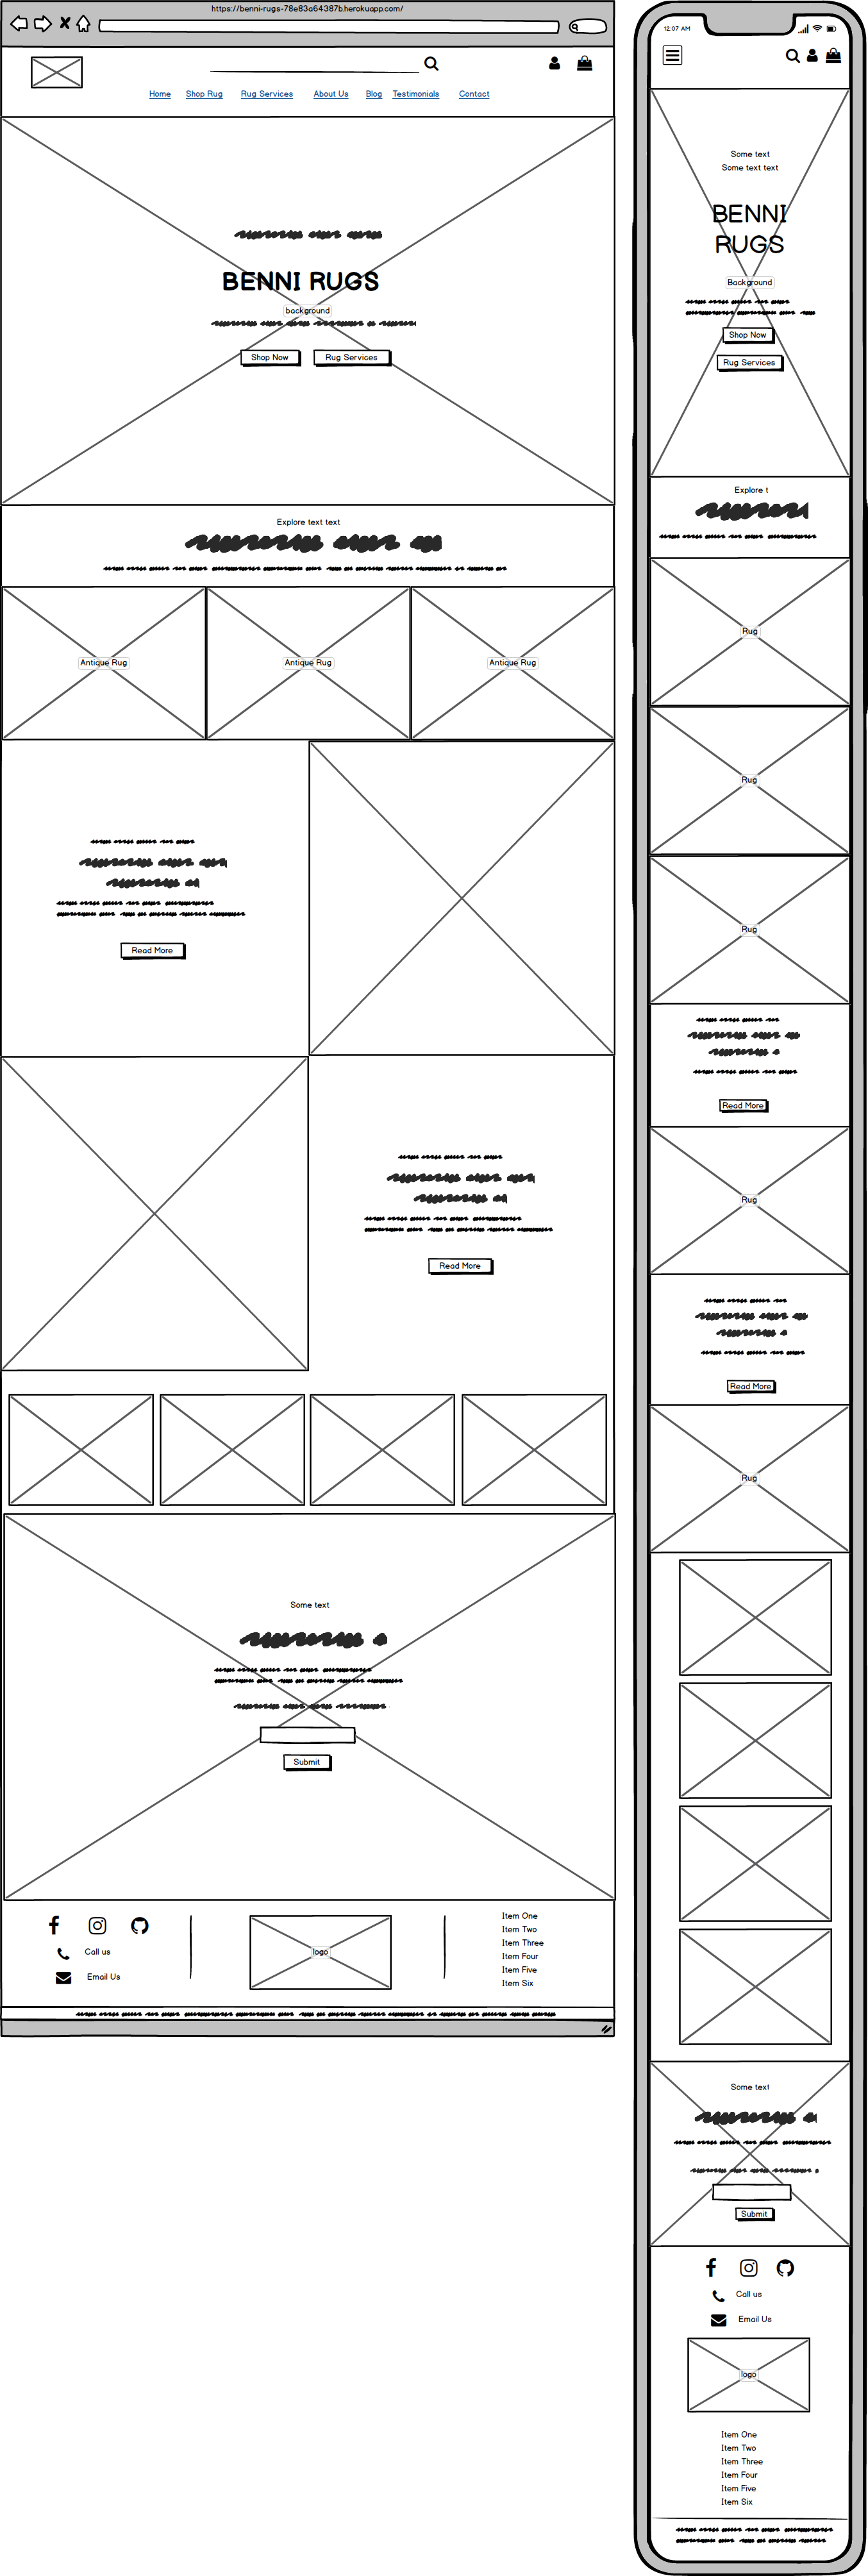 https://benni-rugs-78e83a64387b.herokuapp.com/
Home Shop Rug Rug Services About Us Blog Testimonials Contact
BENNI RUGS
background
Shop Now Rug Services
Explore text text
Antique Rug Antique Rug Antique Rug
Read More
Read More
Some text
Submit
Call us
Email Us
logo
Item One
Item Two
Item Three
Item Four
Item Five
Item Six
12:07 AM
Some text
Some text text
BENNI
RUGS
Background
Shop Now
Rug Services
Explore t
Rug
Rug
Rug
Read More
Rug
Read More
Rug
Some text
Submit
Call us
Email Us
logo
Item One
Item Two
Item Three
Item Four
Item Five
Item Six